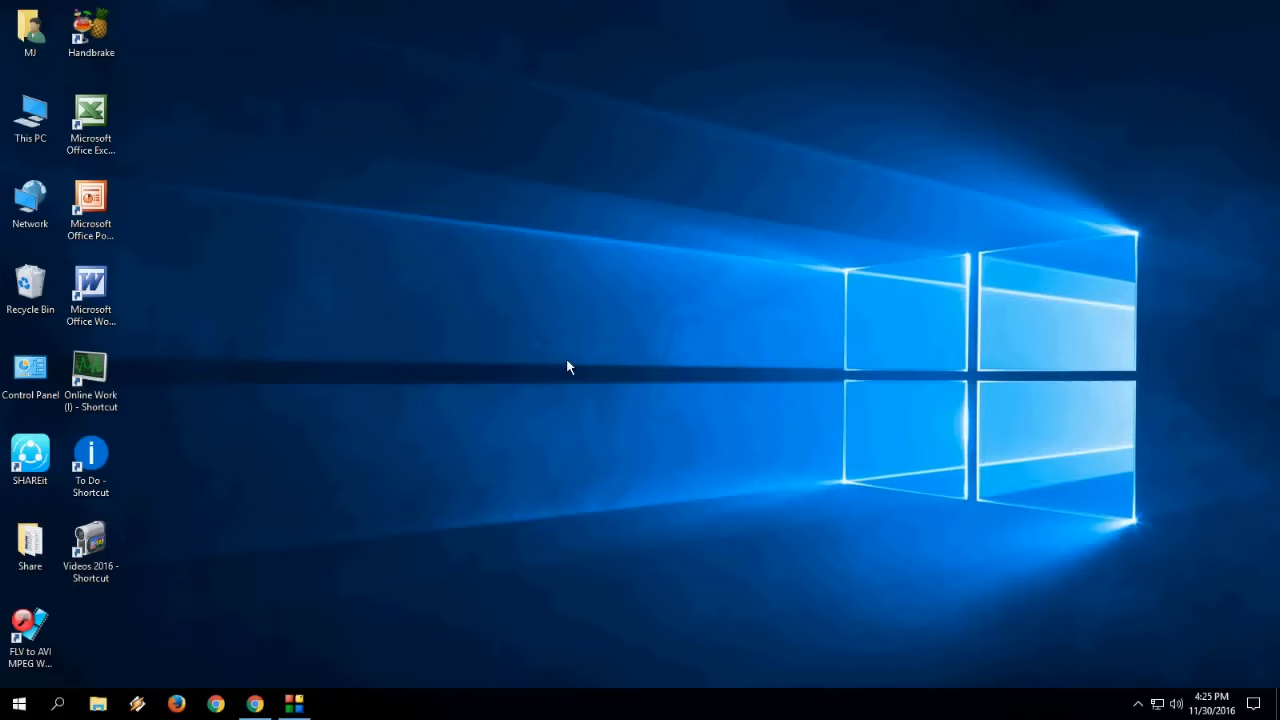 MJ
Handbrake
This PC
Microsoft
Office Exc...
Network
Microsoft
Office Po...
Recycle Bin
Microsoft
Office Wo...
Control Panel
Online Work
(I) - Shortcut
SHAREit
To Do -
Shortcut
Share
Videos 2016 -
Shortcut
FLV to AVI
MPEG W...
4:25 PM
11/30/2016